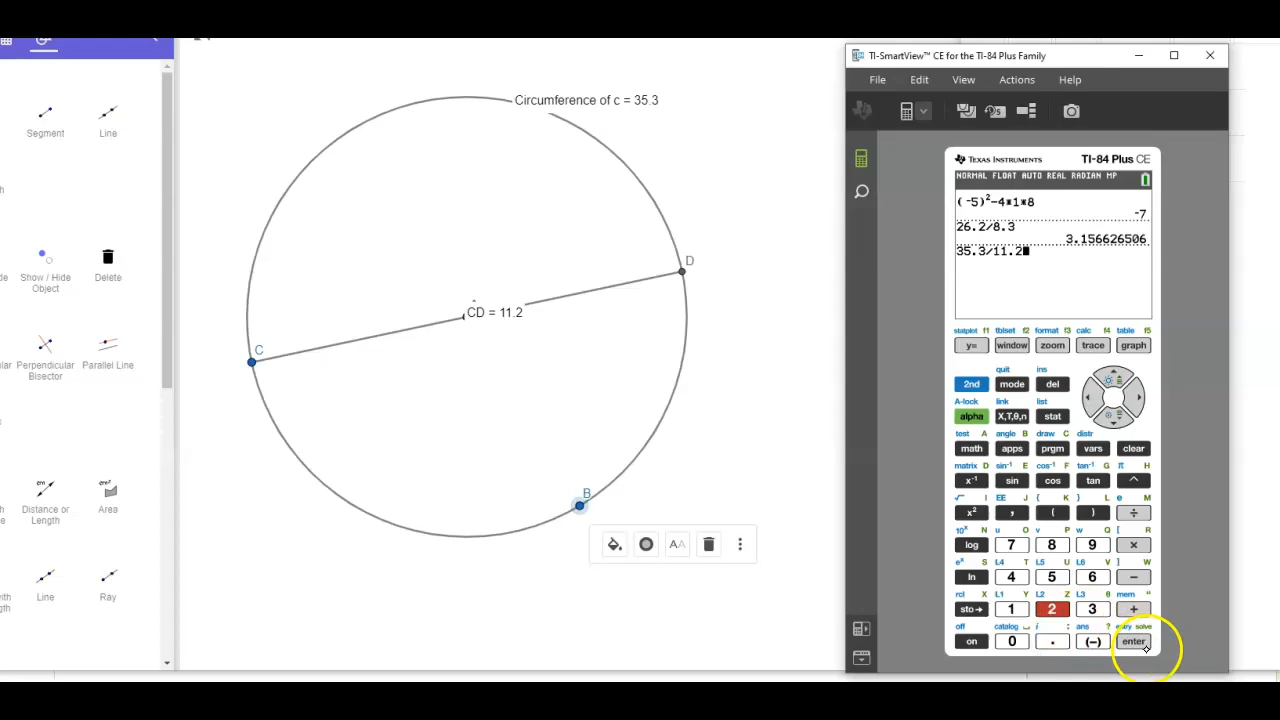 Segment
Line
Show / Hide
Object
Delete
Perpendicular
Bisector
Parallel Line
Distance or
Length
Area
Line
Ray
Circumference of c = 35.3
D
CD = 11.2
C
B
AA
TI-SmartView™ CE for the TI-84 Plus Family
File Edit View Actions Help
TEXAS INSTRUMENTS TI-84 Plus CE
NORMAL FLOAT AUTO REAL RADIAN MP
(-5)²-4*1*8
-7
26.2/8.3
3.156626506
35.3/11.2
statplot f1 tblset f2 format f3 calc f4 table f5
y= window zoom trace graph
quit ins
2nd mode del
A-lock link list
alpha X,T,θ,n stat
test A angle B draw C distr
math apps prgm vars clear
matrix D sin⁻¹ E cos⁻¹ F tan⁻¹ G π H
x⁻¹ sin cos tan ^
√ I EE J { K } L e M
x² , ( ) ÷
10ˣ N u O v P w Q [ R
log 7 8 9 ×
eˣ S L4 T L5 U L6 V ] W
ln 4 5 6 −
rcl X L1 Y L2 Z L3 θ mem "
sto→ 1 2 3 +
off catalog i : ans ? entry solve
on 0 . (−) enter